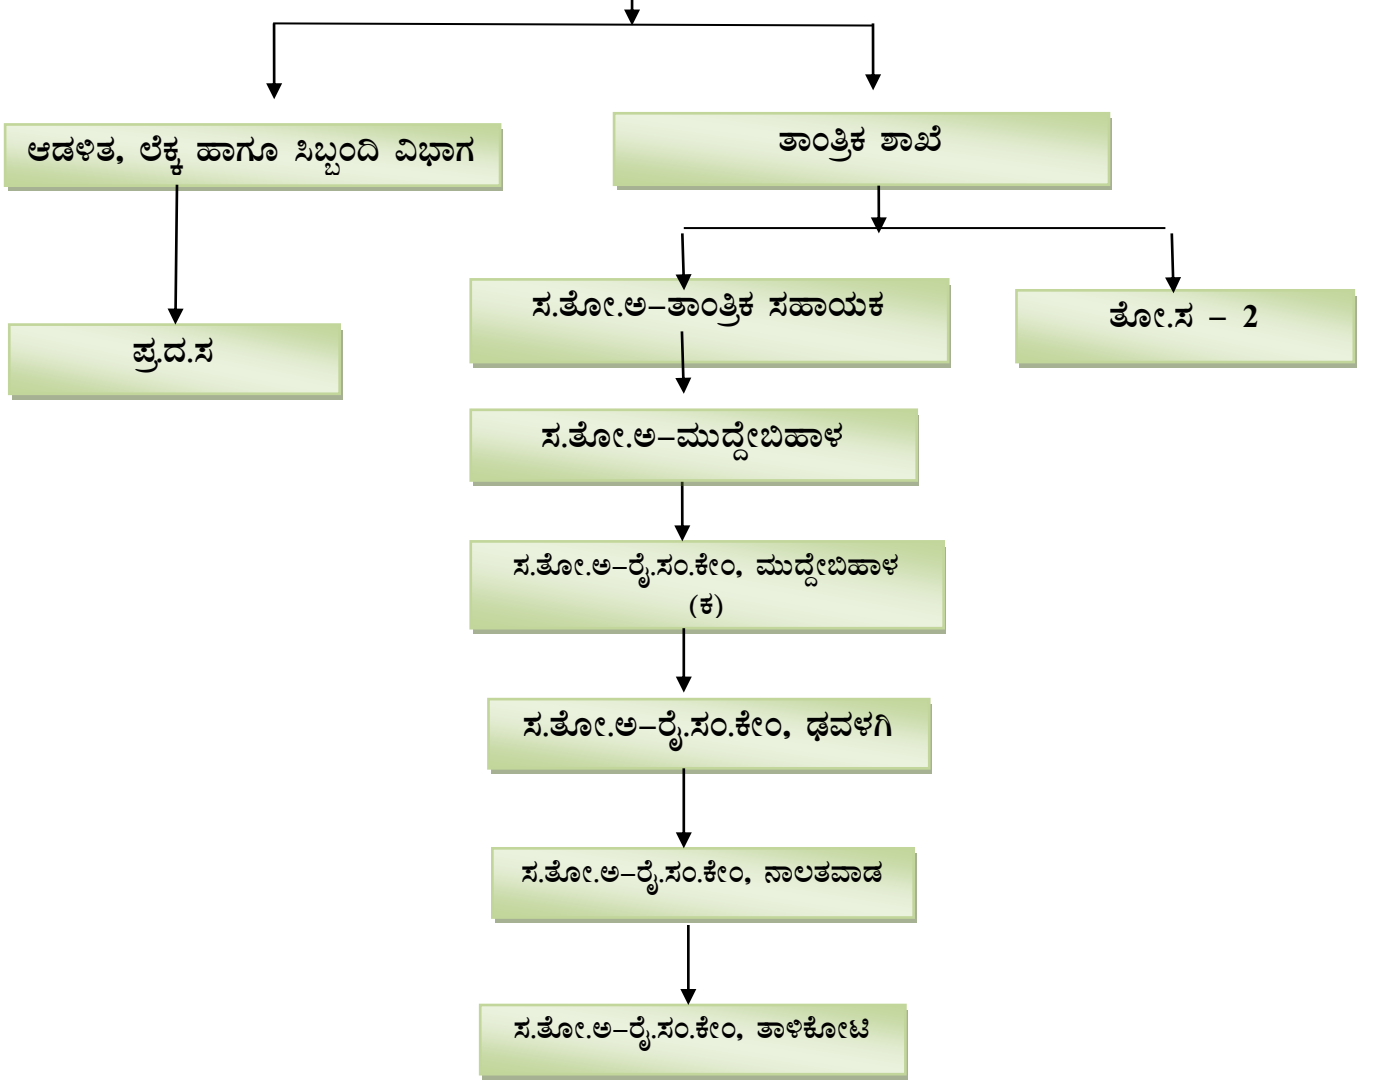 ಆಡಳಿತ, ಲೆಕ್ಕ ಹಾಗೂ ಸಿಬ್ಬಂದಿ ವಿಭಾಗ
ತಾಂತ್ರಿಕ ಶಾಖೆ
ಸ.ತೋ.ಅ–ತಾಂತ್ರಿಕ ಸಹಾಯಕ
ತೋ.ಸ – 2
ಪ್ರ.ದ.ಸ
ಸ.ತೋ.ಅ–ಮುದ್ದೇಬಿಹಾಳ
ಸ.ತೋ.ಅ–ರೈ.ಸಂ.ಕೇಂ, ಮುದ್ದೇಬಿಹಾಳ
(ಕ)
ಸ.ತೋ.ಅ–ರೈ.ಸಂ.ಕೇಂ, ಢವಳಗಿ
ಸ.ತೋ.ಅ–ರೈ.ಸಂ.ಕೇಂ, ನಾಲತವಾಡ
ಸ.ತೋ.ಅ–ರೈ.ಸಂ.ಕೇಂ, ತಾಳಿಕೋಟಿ